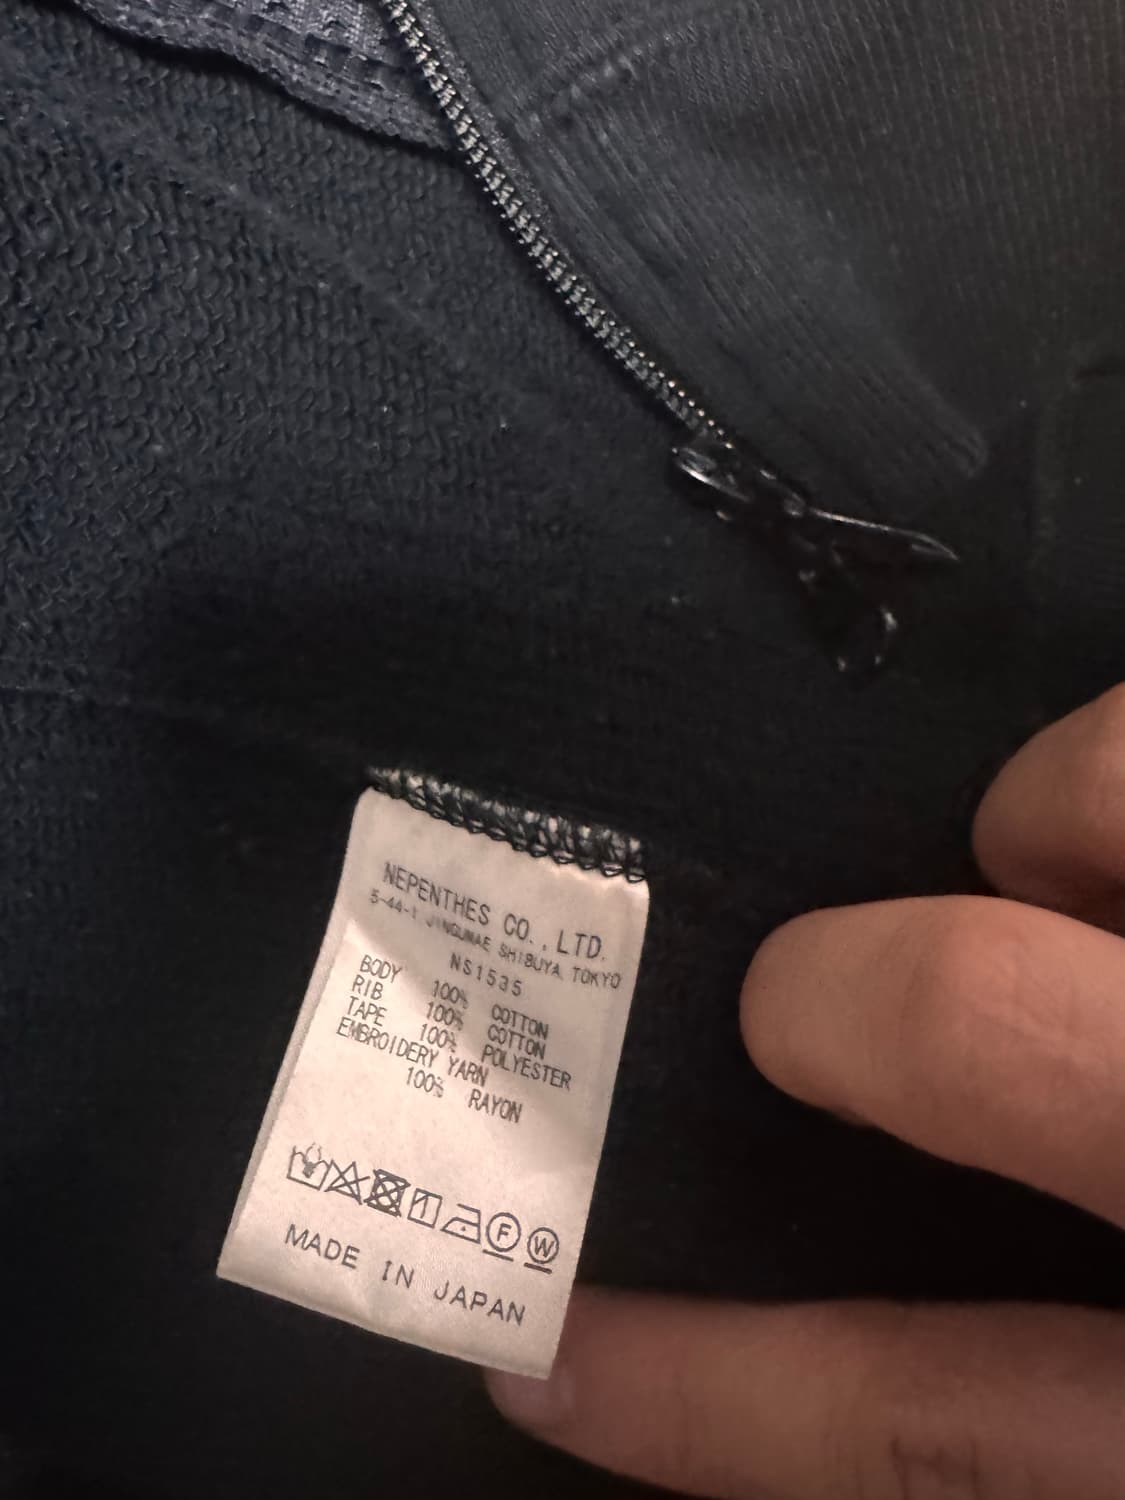 NEPENTHES CO., LTD.
5-44-1 JINGUMAE SHIBUYA TOKYO
NS1535
BODY 100% COTTON
RIB 100% COTTON
TAPE 100% POLYESTER
EMBROIDERY YARN
100% RAYON
F W
MADE IN JAPAN